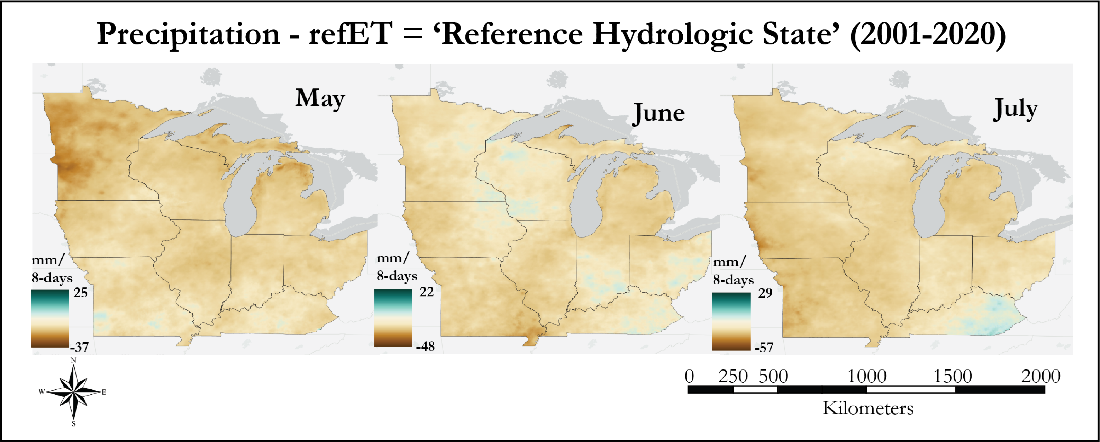 Precipitation - refET = ‘Reference Hydrologic State’ (2001-2020)
May
June
July
mm/
8-days
25
-37
mm/
8-days
22
-48
mm/
8-days
29
-57
N
W
E
S
0 250 500 1000 1500 2000
Kilometers